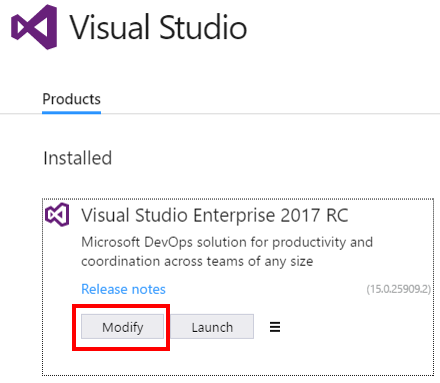 Visual Studio
Products
Installed
Visual Studio Enterprise 2017 RC
Microsoft DevOps solution for productivity and
coordination across teams of any size
Release notes (15.0.25909.2)
Modify Launch